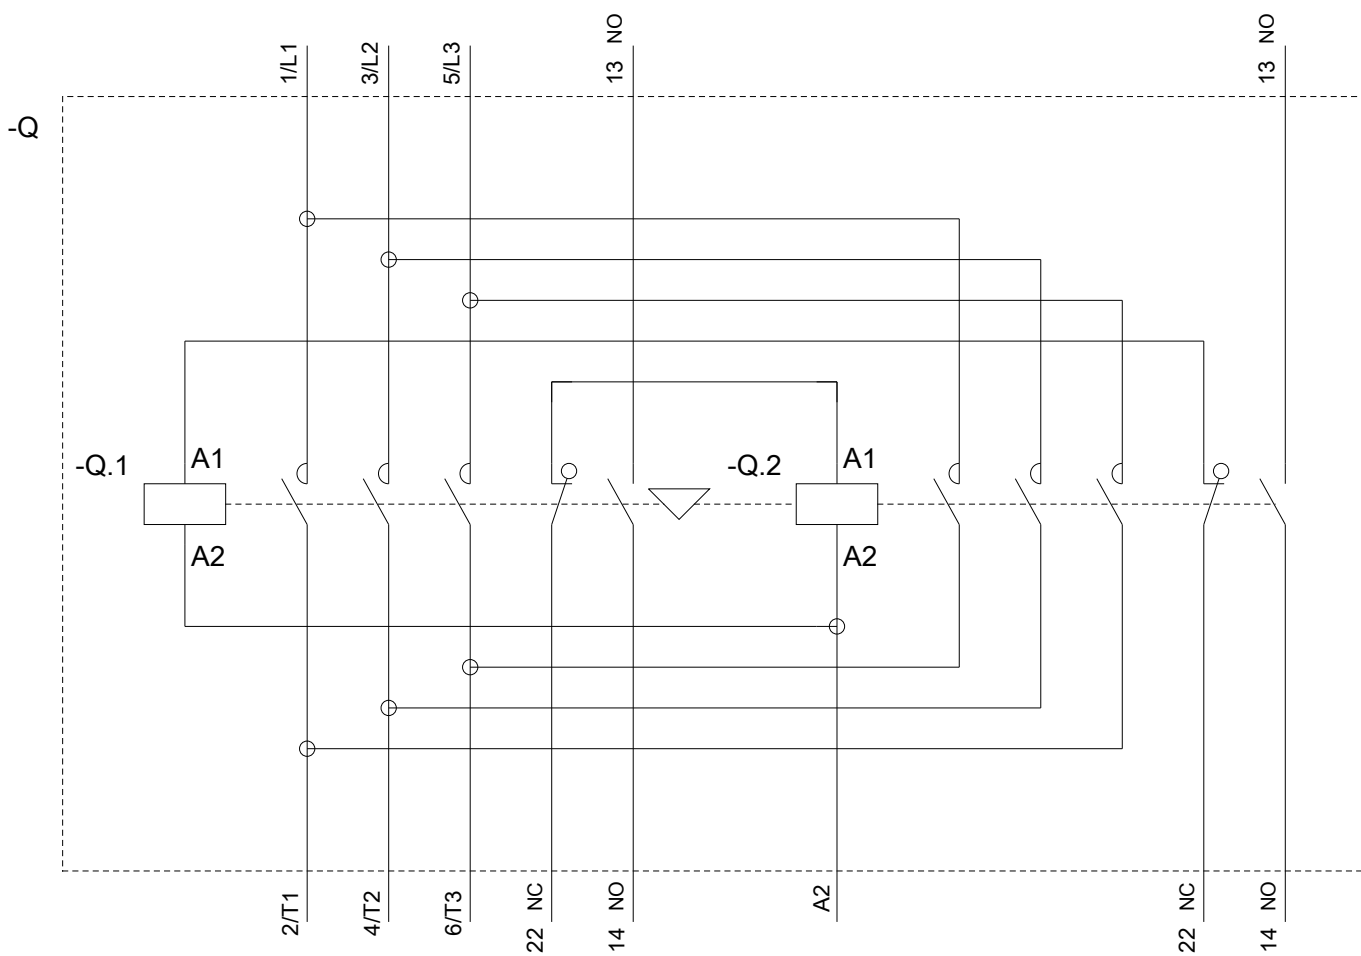 1/L1
3/L2
5/L3
13 NO
13 NO
-Q
-Q.1
A1
A2
-Q.2
A1
A2
2/T1
4/T2
6/T3
22 NC
14 NO
A2
22 NC
14 NO